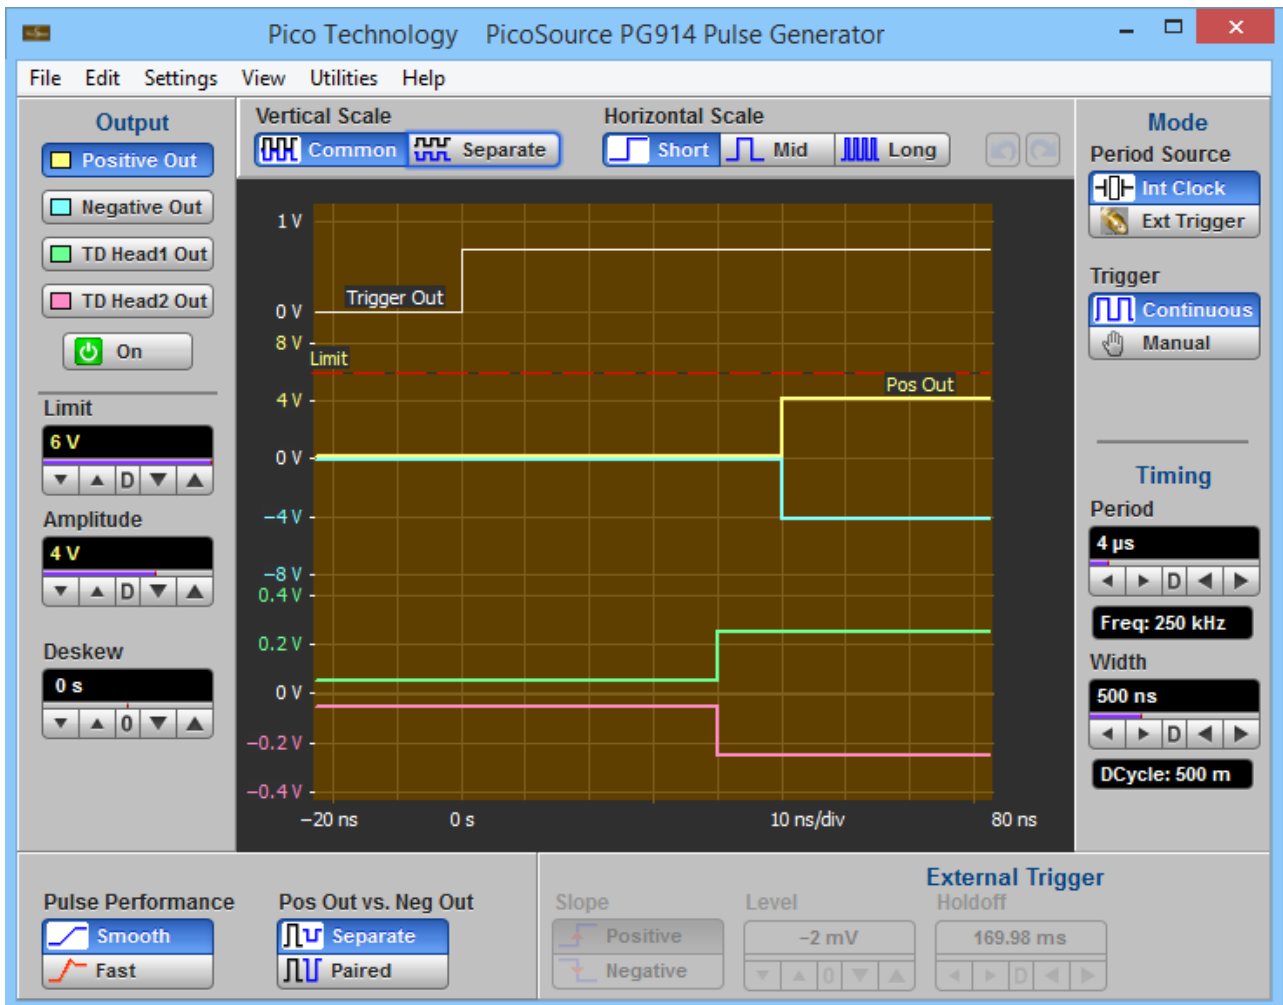 Pico Technology PicoSource PG914 Pulse Generator
File Edit Settings View Utilities Help
Output
Positive Out
Negative Out
TD Head1 Out
TD Head2 Out
On
Limit
6 V
D
Amplitude
4 V
D
Deskew
0 s
0
Vertical Scale
Common
Separate
Horizontal Scale
Short
Mid
Long
1 V
Trigger Out
0 V
8 V
Limit
Pos Out
4 V
0 V
−4 V
−8 V
0.4 V
0.2 V
0 V
−0.2 V
−0.4 V
−20 ns 0 s 10 ns/div 80 ns
Mode
Period Source
Int Clock
Ext Trigger
Trigger
Continuous
Manual
Timing
Period
4 µs
D
Freq: 250 kHz
Width
500 ns
D
DCycle: 500 m
Pulse Performance
Smooth
Fast
Pos Out vs. Neg Out
Separate
Paired
External Trigger
Slope
Positive
Negative
Level
−2 mV
0
Holdoff
169.98 ms
D